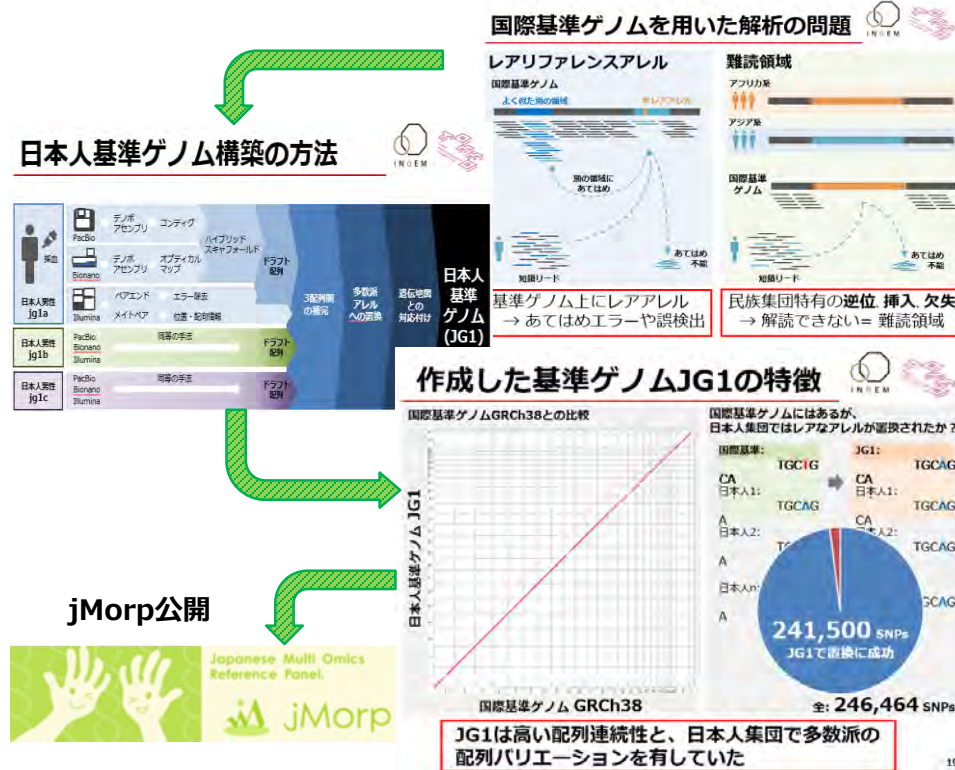 国際基準ゲノムを用いた解析の問題
INGEM
レアリファレンスアレル
国際基準ゲノム
よく似た別の領域
レアアレル
別の領域に
あてはめ
あてはめ
不能
短鎖リード
基準ゲノム上にレアアレル
→ あてはめエラーや誤検出
難読領域
アフリカ系
アジア系
国際基準
ゲノム
あてはめ
不能
短鎖リード
民族集団特有の逆位, 挿入, 欠失
→ 解読できない= 難読領域
日本人基準ゲノム構築の方法
INGEM
採血
日本人男性
jg1a
PacBio
デノボ
アセンブリ
コンティグ
Bionano
デノボ
アセンブリ
オプティカル
マップ
ハイブリッド
スキャフォールド
Illumina
ペアエンド
エラー除去
メイトペア
位置・配向情報
ドラフト
配列
日本人男性
jg1b
PacBio
Bionano
Illumina
同等の手法
ドラフト
配列
日本人男性
jg1c
PacBio
Bionano
Illumina
同等の手法
ドラフト
配列
3配列間
の補完
多数派
アレル
への置換
遺伝地図
との
対応付け
日本人
基準
ゲノム
(JG1)
作成した基準ゲノムJG1の特徴
INGEM
国際基準ゲノムGRCh38との比較
日本人基準ゲノム JG1
国際基準ゲノム GRCh38
国際基準ゲノムにはあるが、
日本人集団ではレアなアレルが置換されたか?
国際基準:
TGCTG
CA
日本人1:
TGCAG
A
日本人2:
A
日本人n:
A
JG1:
TGCAG
CA
日本人1:
TGCAG
CA
日本人2:
TGCAG
GCAG
241,500 SNPs
JG1で置換に成功
全: 246,464 SNPs
JG1は高い配列連続性と、日本人集団で多数派の
配列バリエーションを有していた
19
jMorp公開
Japanese Multi Omics
Reference Panel.
jMorp